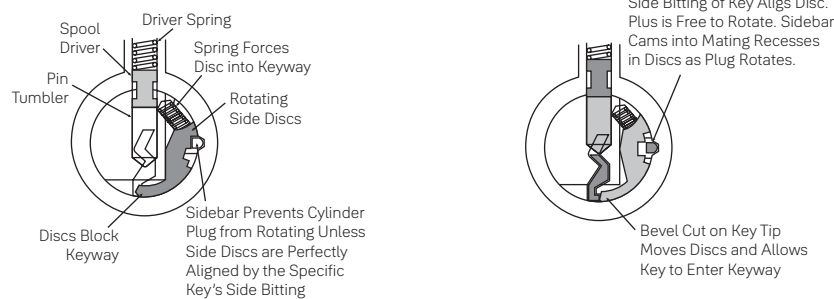 Driver Spring
Spool
Driver
Spring Forces
Disc into Keyway
Pin
Tumbler
Rotating
Side Discs
Discs Block
Keyway
Sidebar Prevents Cylinder
Plug from Rotating Unless
Side Discs are Perfectly
Aligned by the Specific
Key's Side Bitting
Side Bitting of Key Aligs Disc.
Plus is Free to Rotate. Sidebar
Cams into Mating Recesses
in Discs as Plug Rotates.
Bevel Cut on Key Tip
Moves Discs and Allows
Key to Enter Keyway